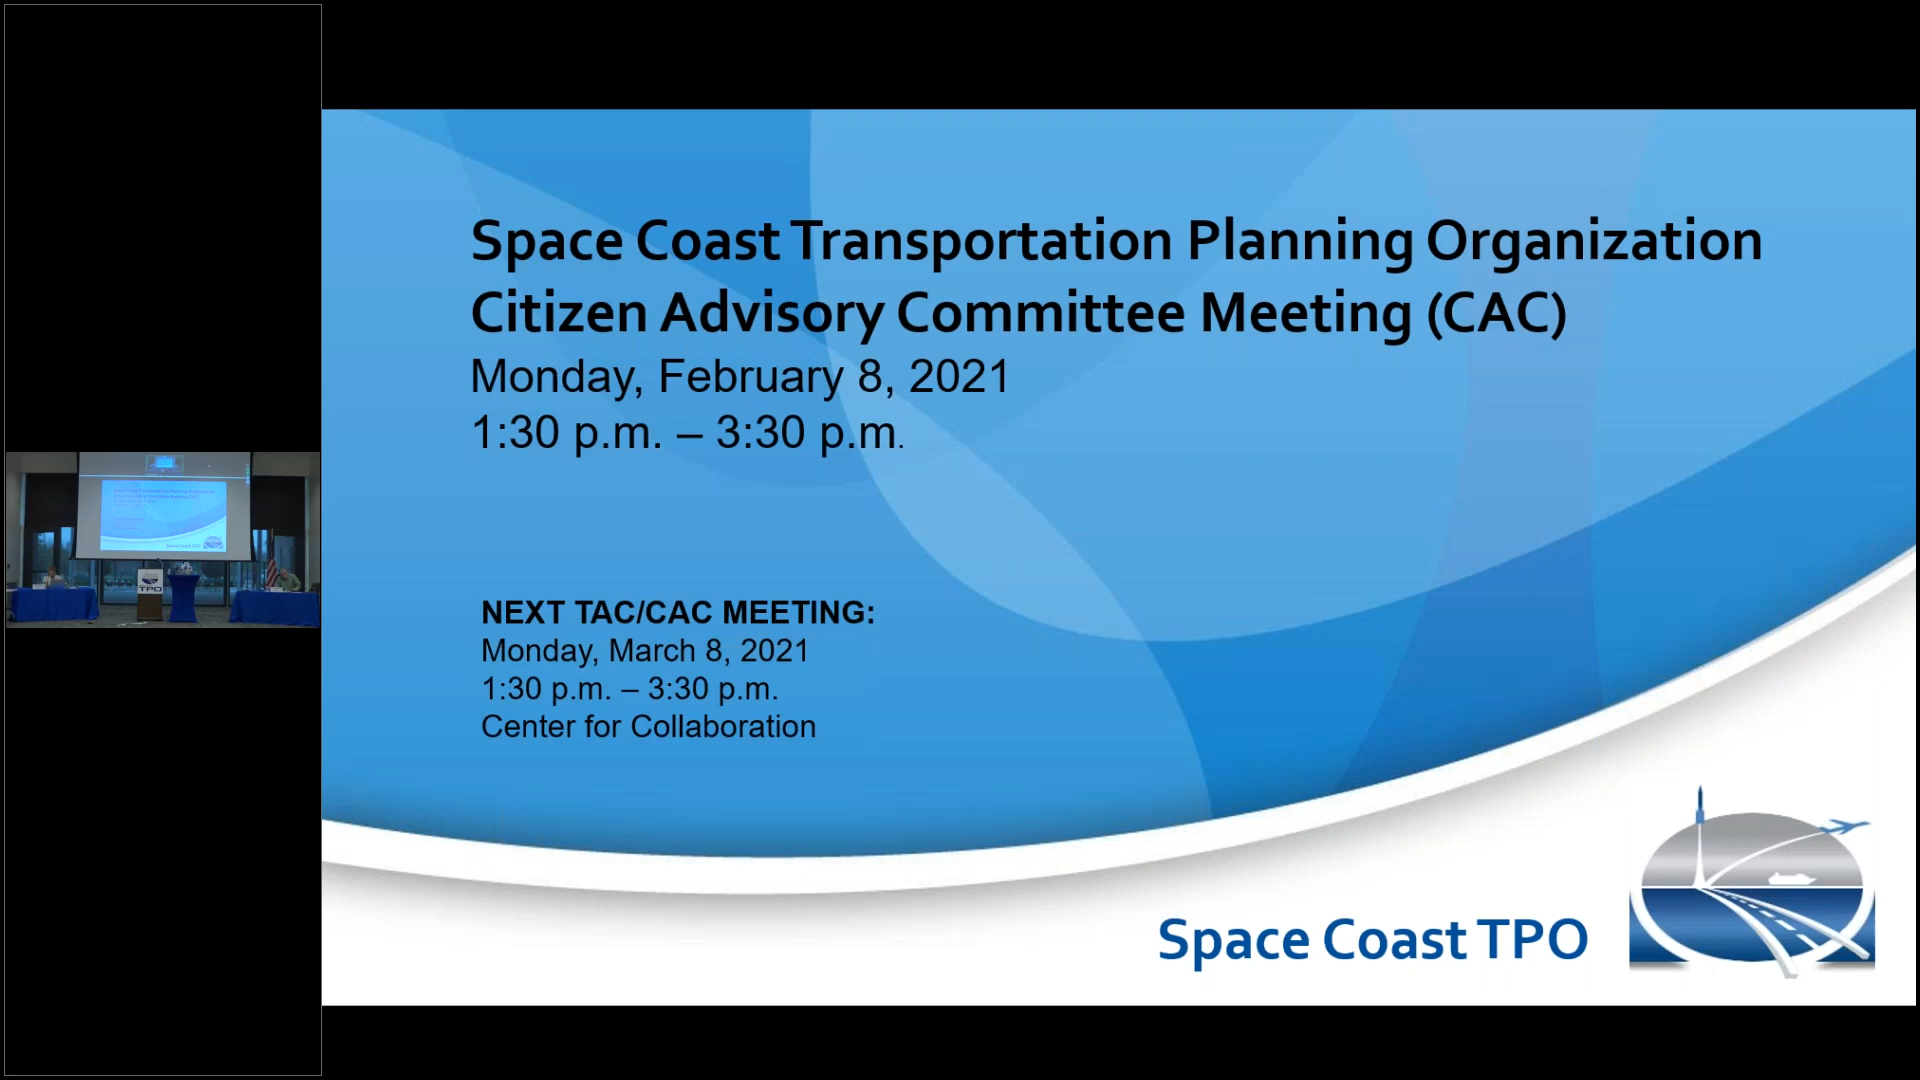 Space Coast Transportation Planning Organization
Citizen Advisory Committee Meeting (CAC)
Monday, February 8, 2021
1:30 p.m. – 3:30 p.m.
NEXT TAC/CAC MEETING:
Monday, March 8, 2021
1:30 p.m. – 3:30 p.m.
Center for Collaboration
Space Coast TPO
TPO